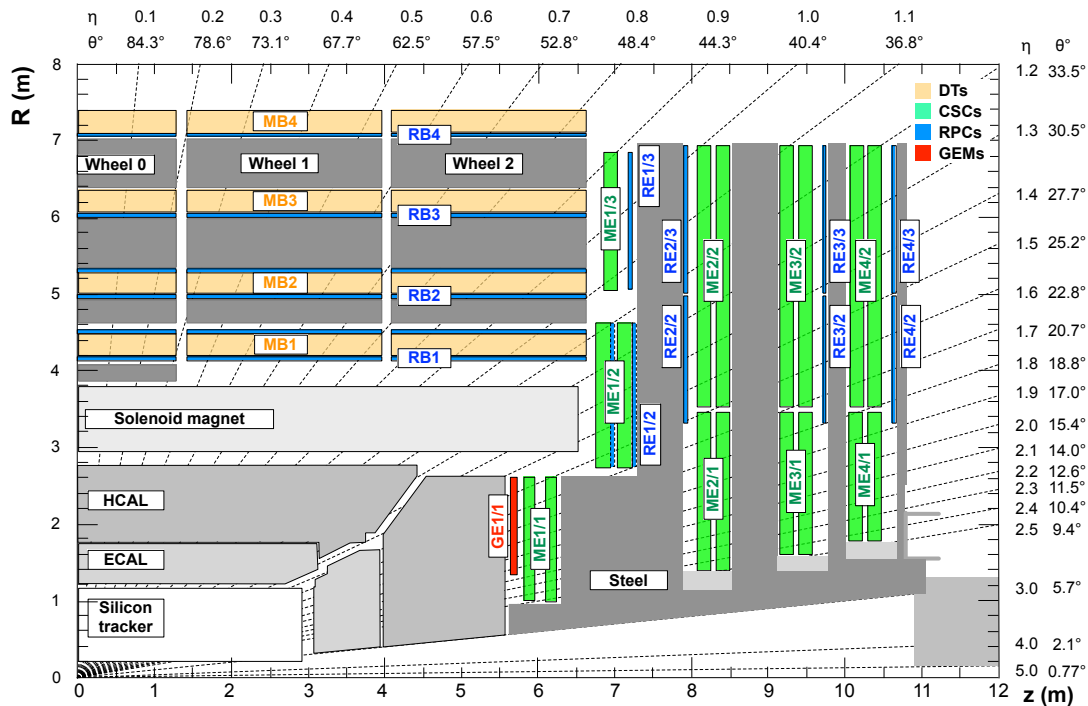 η 0.1 0.2 0.3 0.4 0.5 0.6 0.7 0.8 0.9 1.0 1.1
θ° 84.3° 78.6° 73.1° 67.7° 62.5° 57.5° 52.8° 48.4° 44.3° 40.4° 36.8° η θ°
R (m)
8
7
6
5
4
3
2
1
0
1.2 33.5°
1.3 30.5°
1.4 27.7°
1.5 25.2°
1.6 22.8°
1.7 20.7°
1.8 18.8°
1.9 17.0°
2.0 15.4°
2.1 14.0°
2.2 12.6°
2.3 11.5°
2.4 10.4°
2.5 9.4°
3.0 5.7°
4.0 2.1°
5.0 0.77°
DTs
CSCs
RPCs
GEMs
MB4
RB4
Wheel 0
Wheel 1
Wheel 2
MB3
RB3
MB2
RB2
MB1
RB1
Solenoid magnet
HCAL
ECAL
Silicon
tracker
Steel
GE1/1
ME1/1
ME1/2
ME1/3
RE1/3
RE1/2
RE2/3
RE2/2
ME2/2
ME2/1
ME3/2
ME3/1
RE3/3
RE3/2
ME4/2
ME4/1
RE4/3
RE4/2
0 1 2 3 4 5 6 7 8 9 10 11 12
z (m)